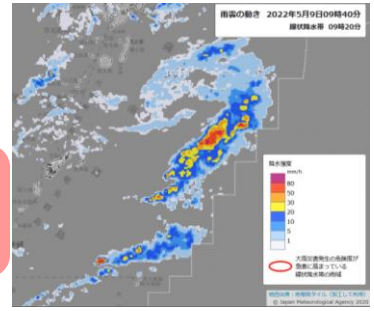 雨雲の動き 2022年5月9日09時40分
線状降水帯 09時20分
降水強度
mm/h
80
50
30
20
10
5
1
大雨災害発生の危険度が
急激に高まっている
線状降水帯の雨域
© Japan Meteorological Agency 2020